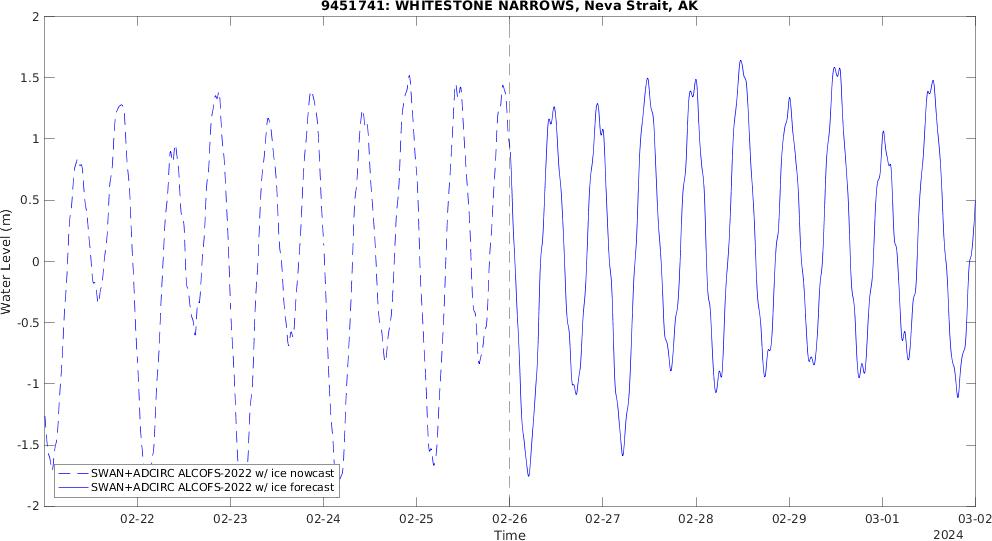 9451741: WHITESTONE NARROWS, Neva Strait, AK
2
1.5
1
0.5
0
-0.5
-1
-1.5
-2
Water Level (m)
SWAN+ADCIRC ALCOFS-2022 w/ ice nowcast
SWAN+ADCIRC ALCOFS-2022 w/ ice forecast
02-22 02-23 02-24 02-25 02-26 02-27 02-28 02-29 03-01 03-02
Time
2024